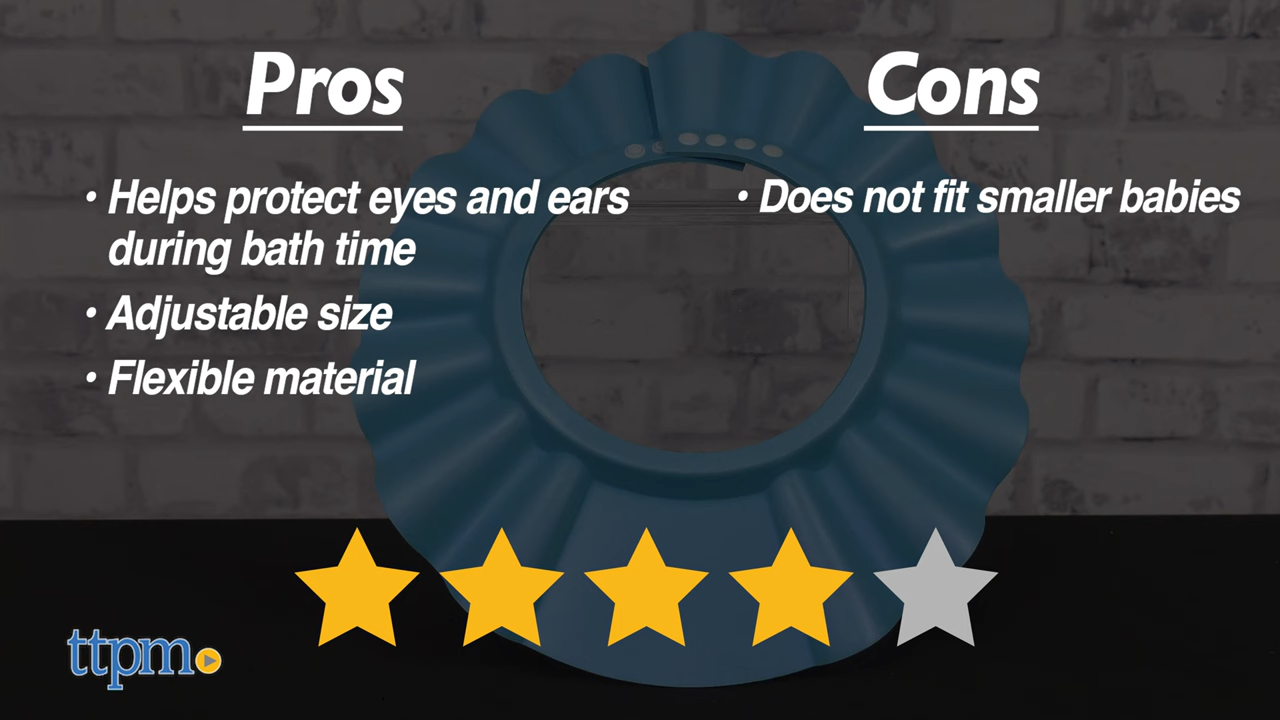 Pros
• Helps protect eyes and ears
during bath time
• Adjustable size
• Flexible material
Cons
• Does not fit smaller babies
ttpm